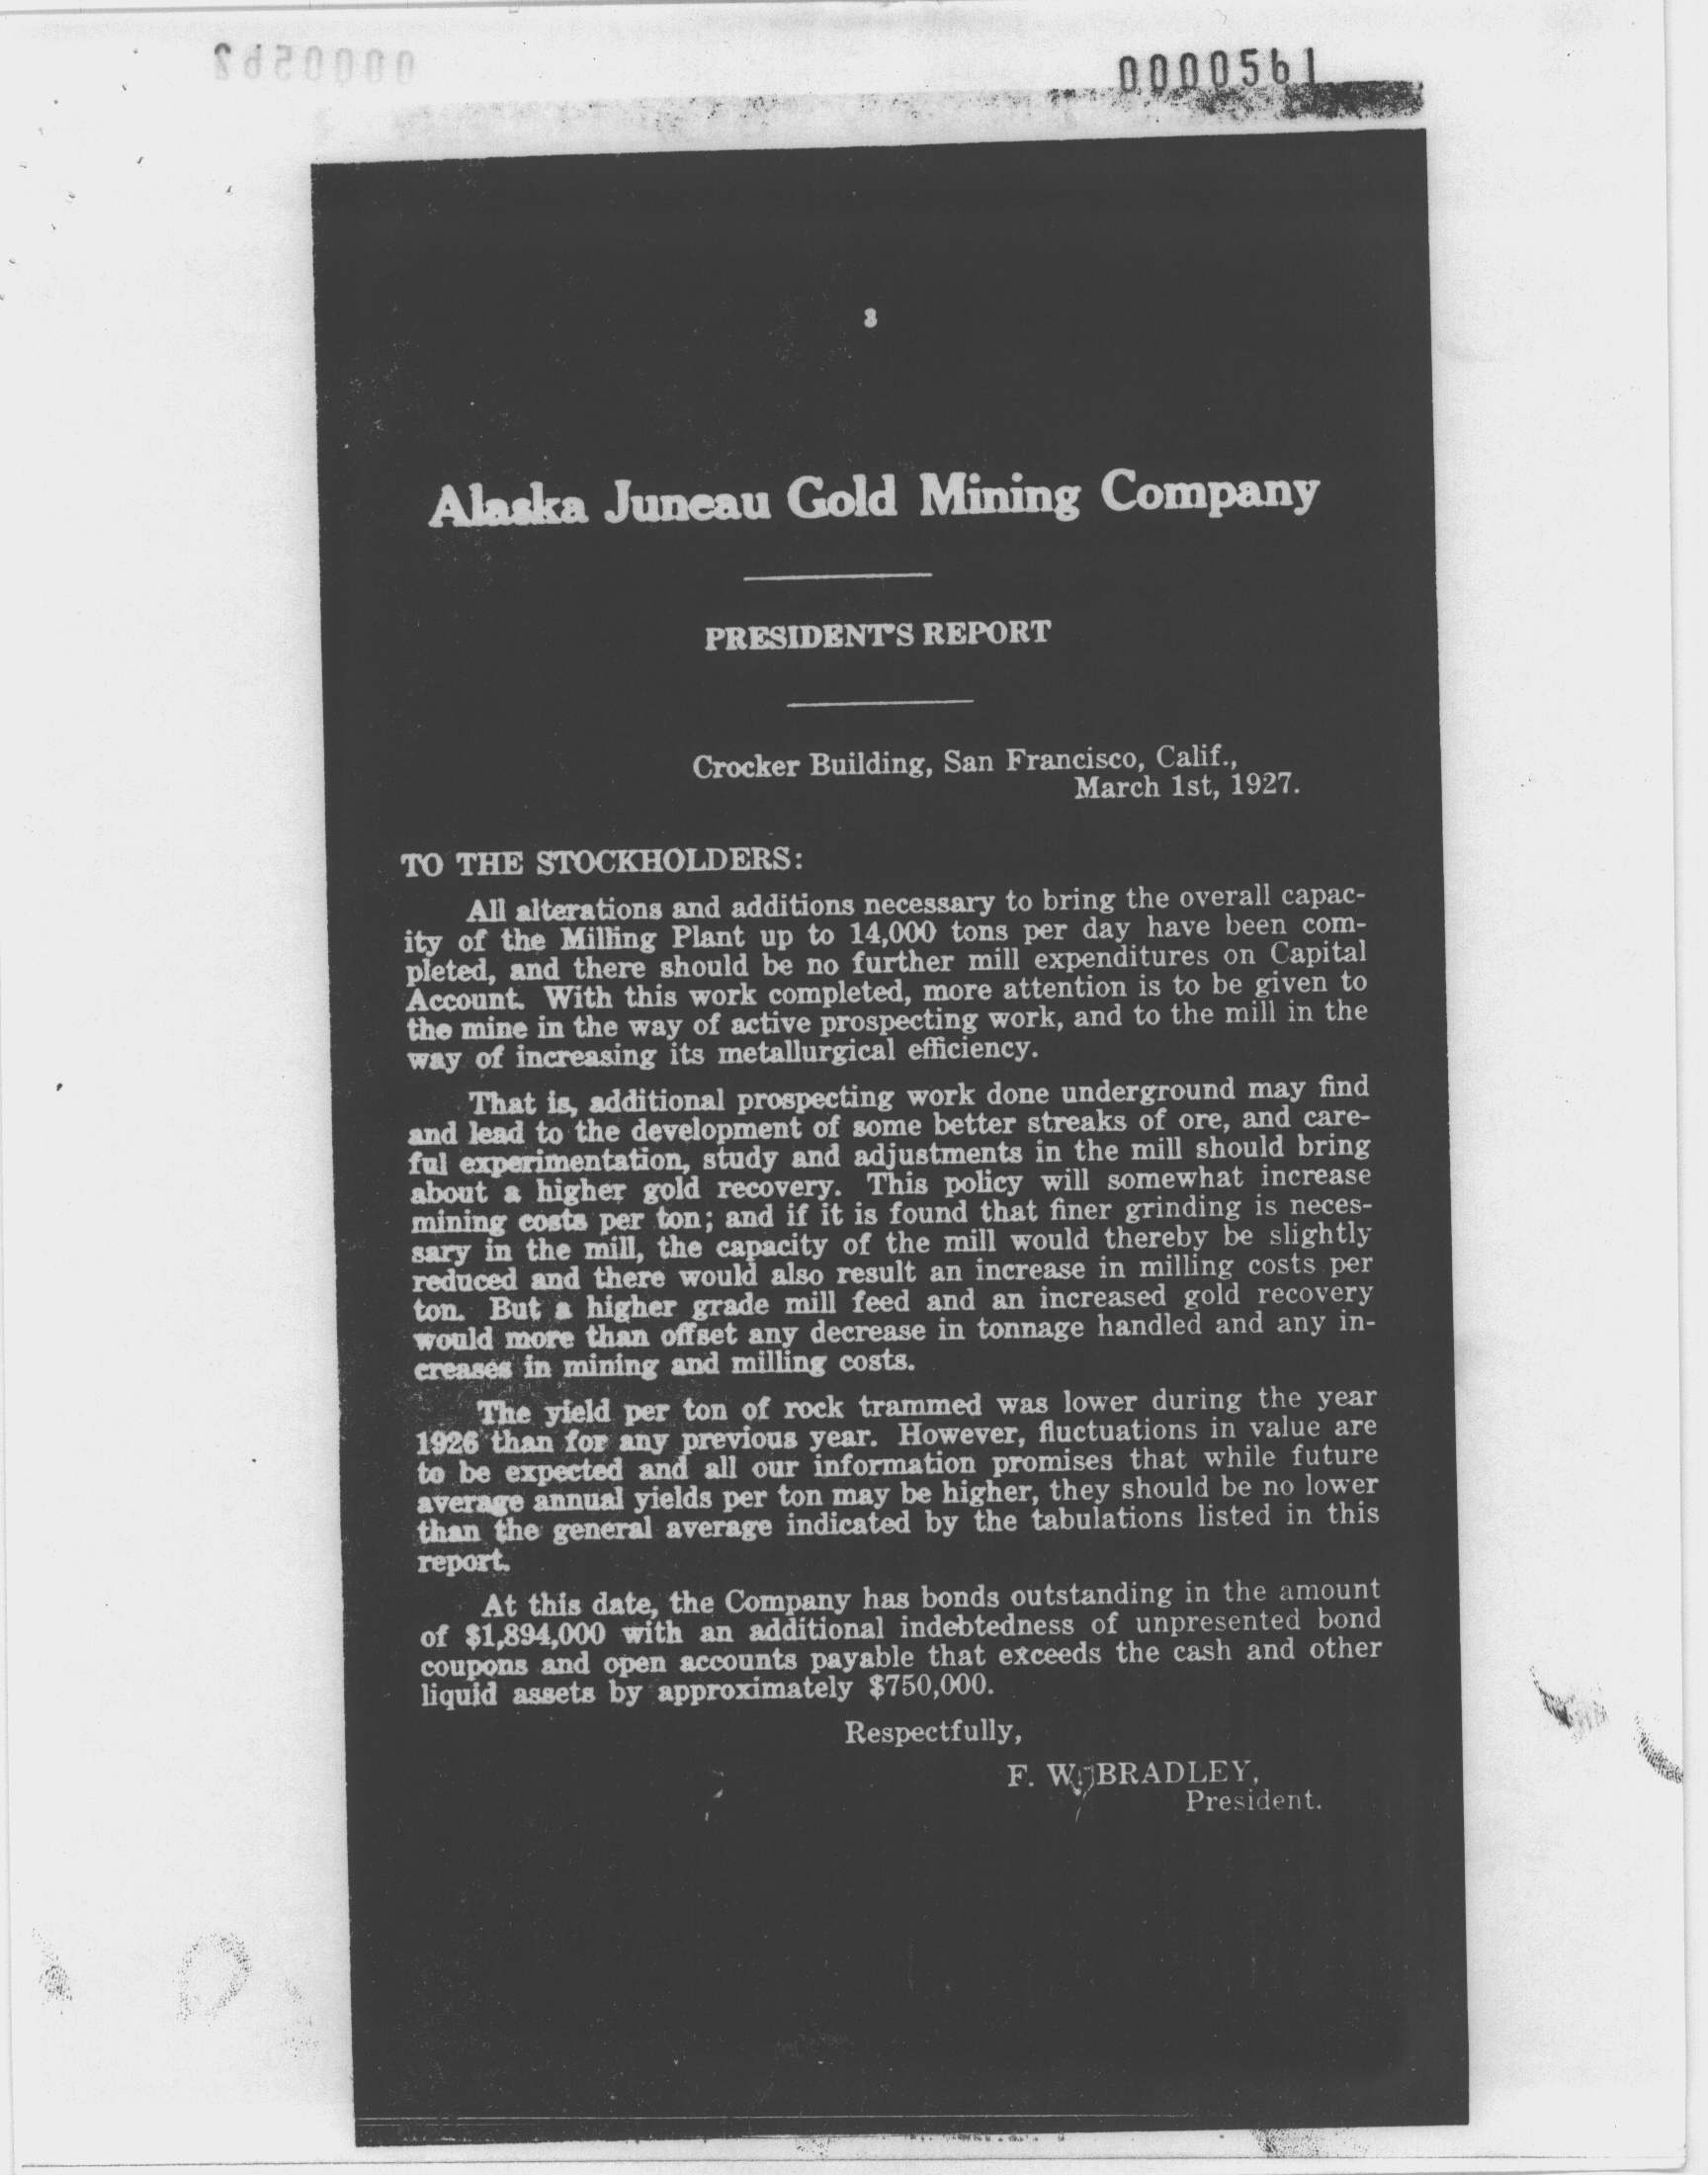 0000562
0000561
3
Alaska Juneau Gold Mining Company
PRESIDENT'S REPORT
Crocker Building, San Francisco, Calif.,
March 1st, 1927.
TO THE STOCKHOLDERS:
All alterations and additions necessary to bring the overall capac-
ity of the Milling Plant up to 14,000 tons per day have been com-
pleted, and there should be no further mill expenditures on Capital
Account. With this work completed, more attention is to be given to
the mine in the way of active prospecting work, and to the mill in the
way of increasing its metallurgical efficiency.
That is, additional prospecting work done underground may find
and lead to the development of some better streaks of ore, and care-
ful experimentation, study and adjustments in the mill should bring
about a higher gold recovery. This policy will somewhat increase
mining costs per ton; and if it is found that finer grinding is neces-
sary in the mill, the capacity of the mill would thereby be slightly
reduced and there would also result an increase in milling costs per
ton. But a higher grade mill feed and an increased gold recovery
would more than offset any decrease in tonnage handled and any in-
creases in mining and milling costs.
The yield per ton of rock trammed was lower during the year
1926 than for any previous year. However, fluctuations in value are
to be expected and all our information promises that while future
average annual yields per ton may be higher, they should be no lower
than the general average indicated by the tabulations listed in this
report.
At this date, the Company has bonds outstanding in the amount
of $1,894,000 with an additional indebtedness of unpresented bond
coupons and open accounts payable that exceeds the cash and other
liquid assets by approximately $750,000.
Respectfully,
F. W. BRADLEY,
President.